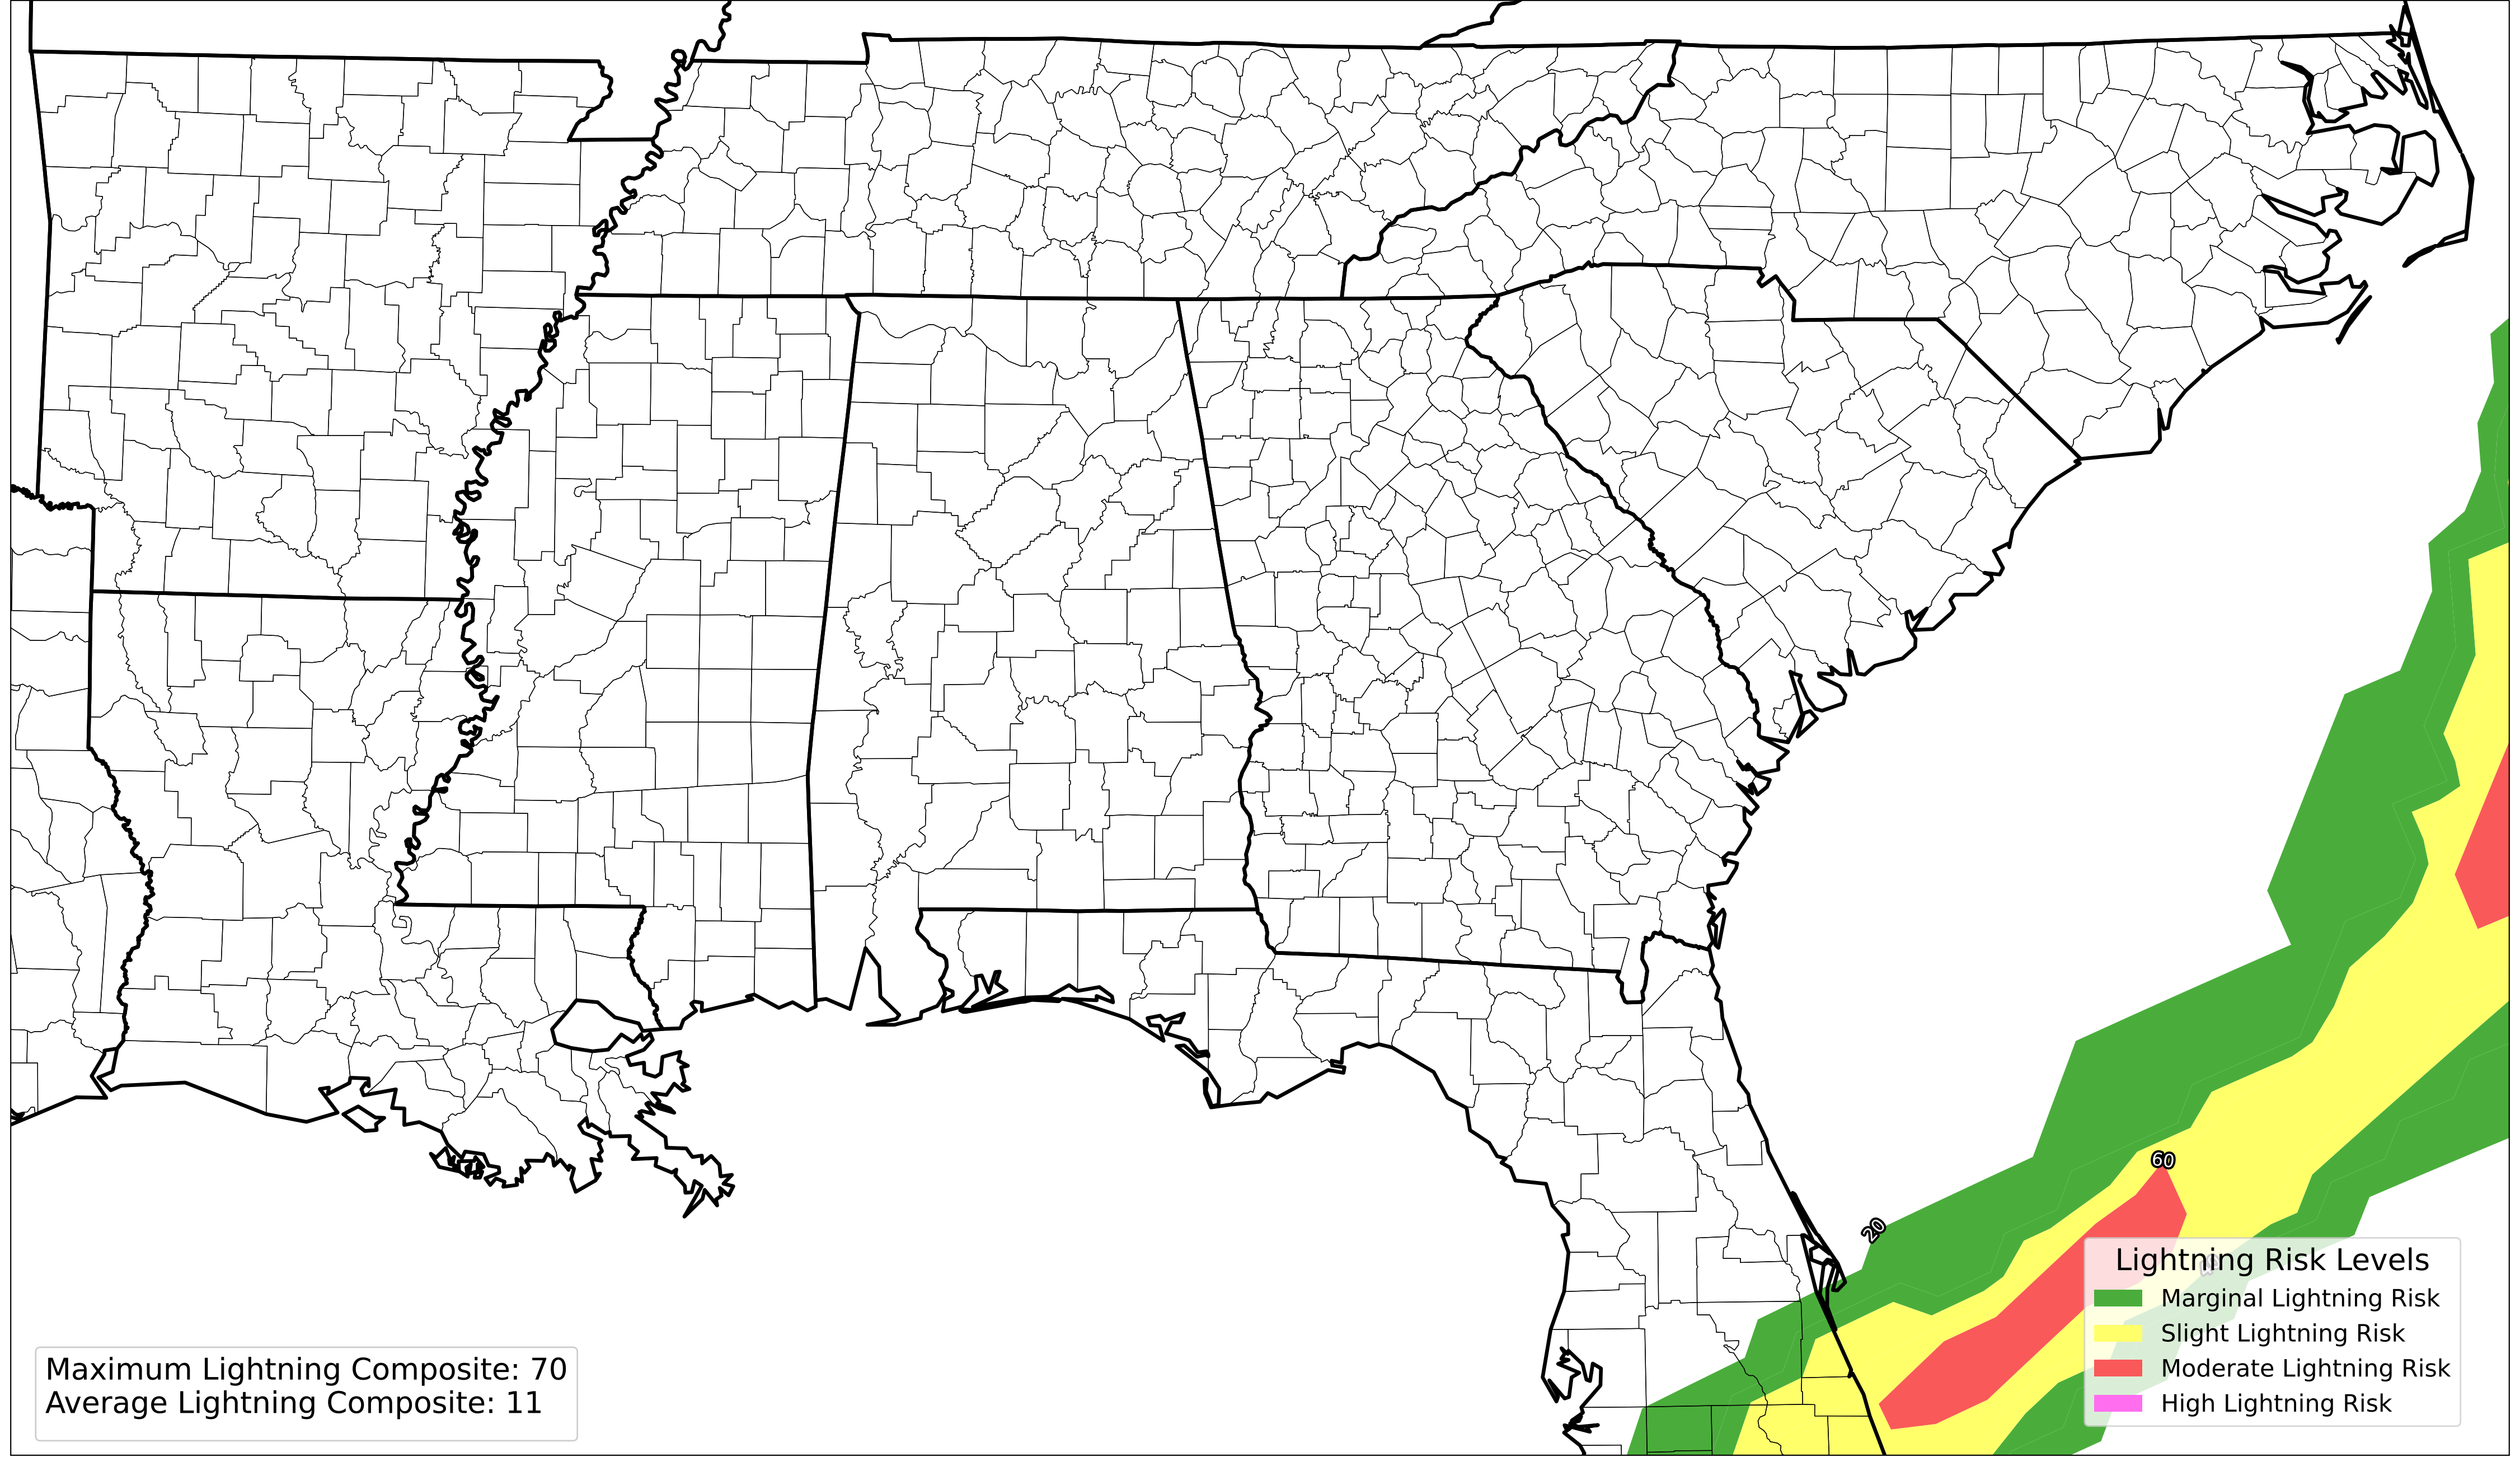 60
20
Lightning Risk Levels
Marginal Lightning Risk
Slight Lightning Risk
Moderate Lightning Risk
High Lightning Risk
Maximum Lightning Composite: 70
Average Lightning Composite: 11